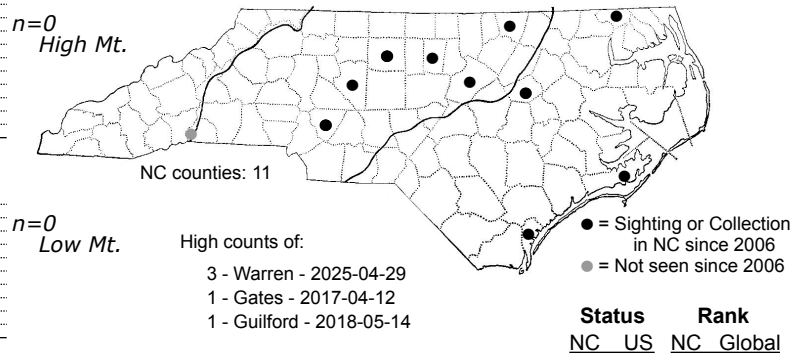 n=0
High Mt.
NC counties: 11
n=0
Low Mt.
High counts of:
3 - Warren - 2025-04-29
1 - Gates - 2017-04-12
1 - Guilford - 2018-05-14
= Sighting or Collection
in NC since 2006
= Not seen since 2006
Status Rank
NC US NC Global